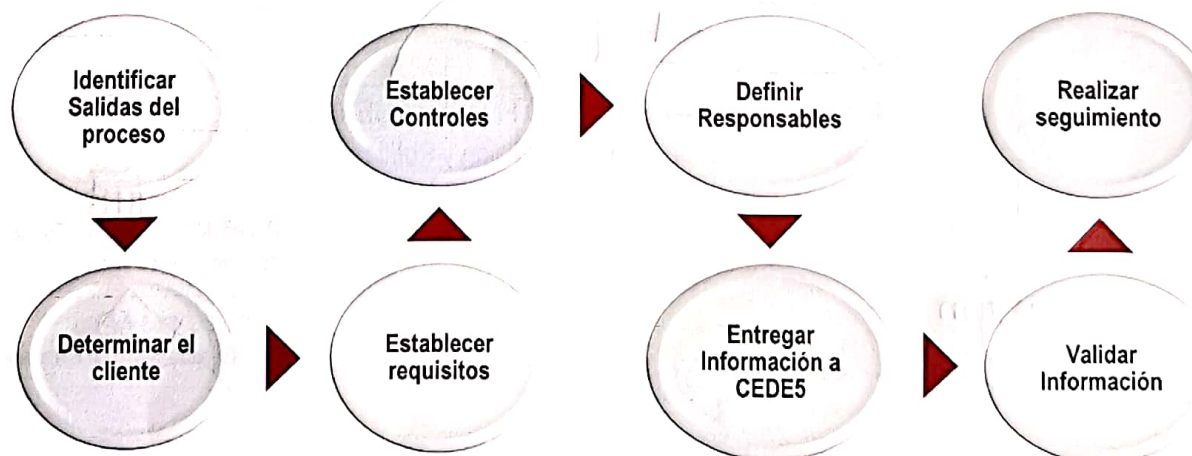 Identificar
Salidas del
proceso
Determinar el
cliente
Establecer
requisitos
Establecer
Controles
Definir
Responsables
Entregar
Información a
CEDE5
Validar
Información
Realizar
seguimiento